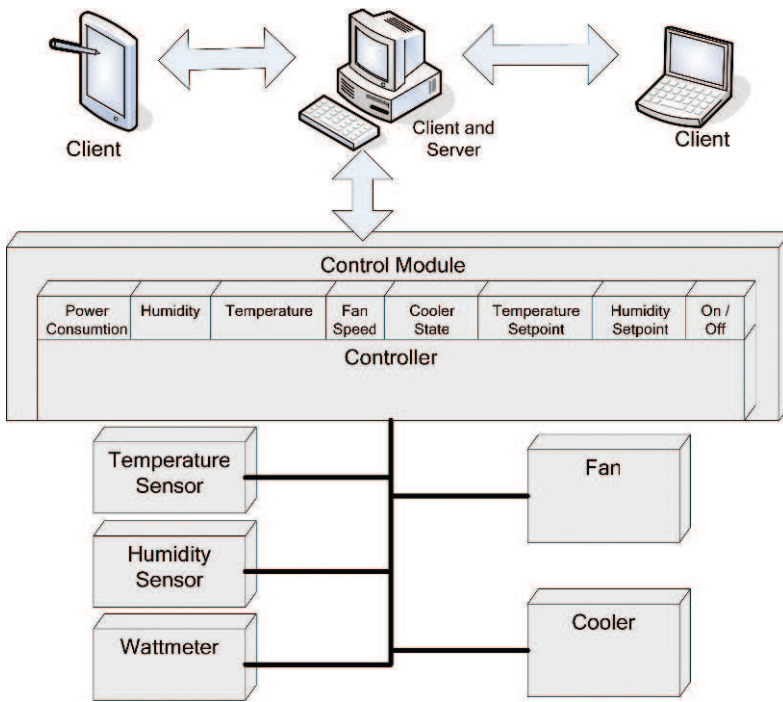 Client
Client and
Server
Client
Control Module
Power
Consumtion
Humidity
Temperature
Fan
Speed
Cooler
State
Temperature
Setpoint
Humidity
Setpoint
On /
Off
Controller
Temperature
Sensor
Fan
Humidity
Sensor
Wattmeter
Cooler